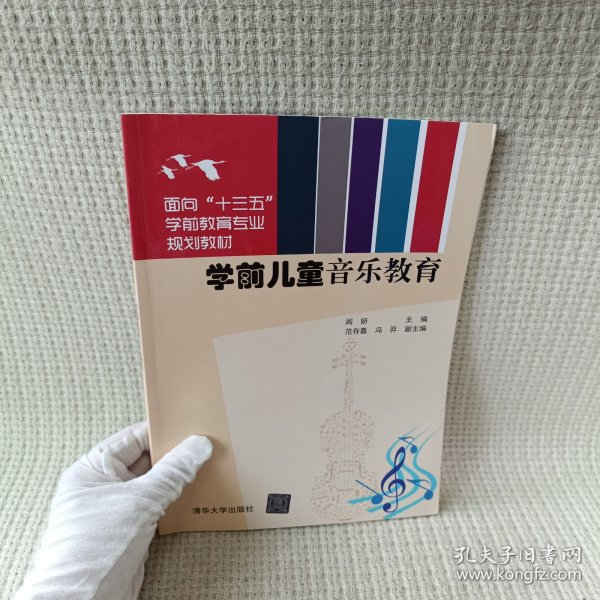 面向“十三五”
学前教育专业
规划教材
学前儿童音乐教育
阎妍 主编
范存嘉 冯羿 副主编
清华大学出版社
孔夫子旧书网
www.kongfz.com